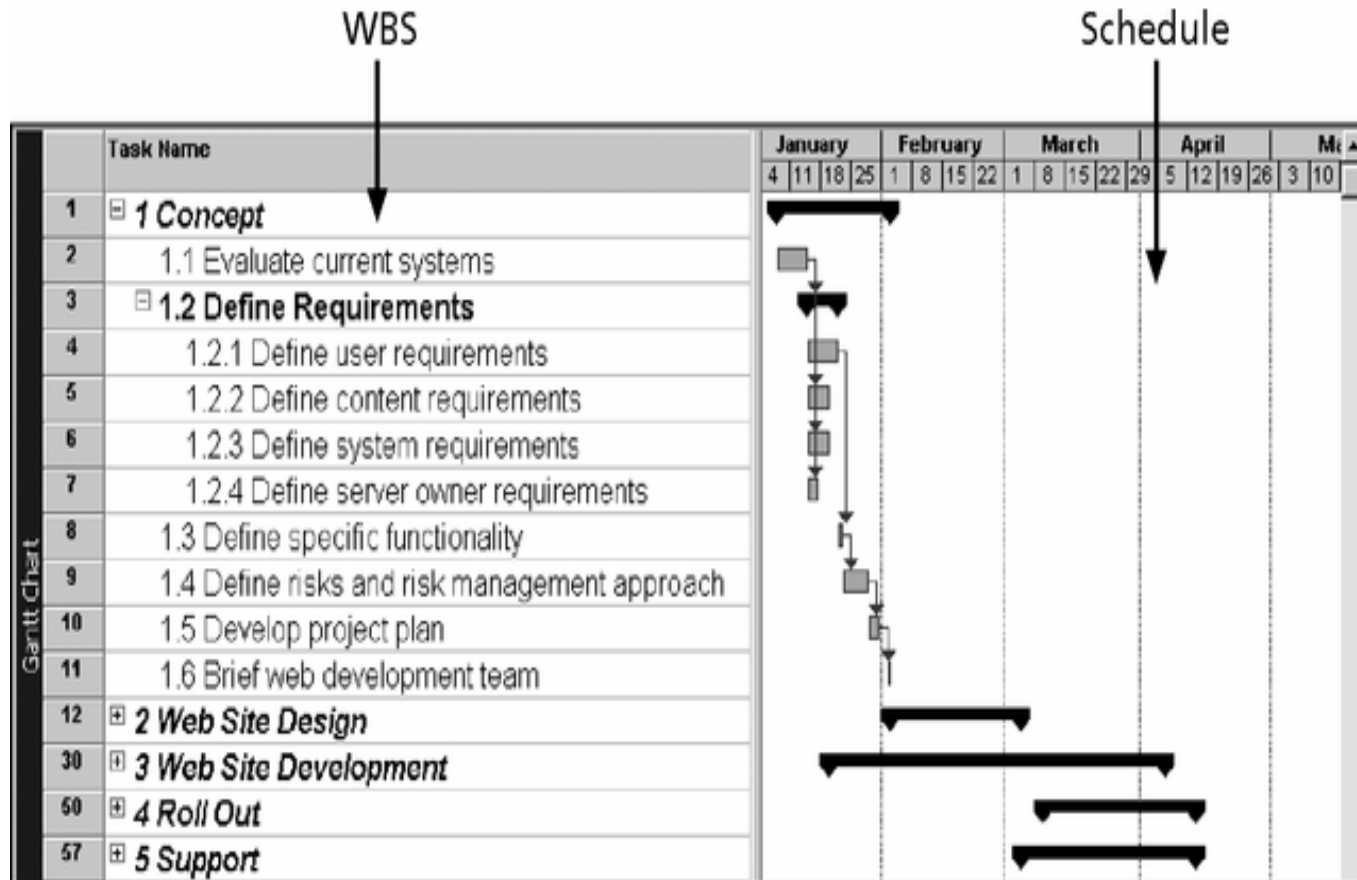 WBS Schedule
Task Name January February March April
4 11 18 25 1 8 15 22 1 8 15 22 29 5 12 19 26 3 10
1 1 Concept
2 1.1 Evaluate current systems
3 1.2 Define Requirements
4 1.2.1 Define user requirements
5 1.2.2 Define content requirements
6 1.2.3 Define system requirements
7 1.2.4 Define server owner requirements
8 1.3 Define specific functionality
9 1.4 Define risks and risk management approach
10 1.5 Develop project plan
11 1.6 Brief web development team
12 2 Web Site Design
30 3 Web Site Development
50 4 Roll Out
57 5 Support
Gantt Chart